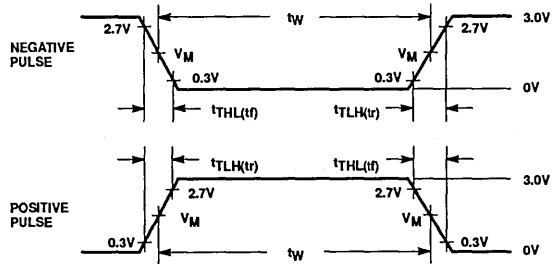 tW
3.0V
2.7V
VM
VM
2.7V
NEGATIVE
PULSE
0.3V
0.3V
0V
tTHL(tf)
tTLH(tr)
tTLH(tr)
tTHL(tf)
3.0V
2.7V
2.7V
POSITIVE
PULSE
VM
VM
0.3V
0.3V
0V
tW